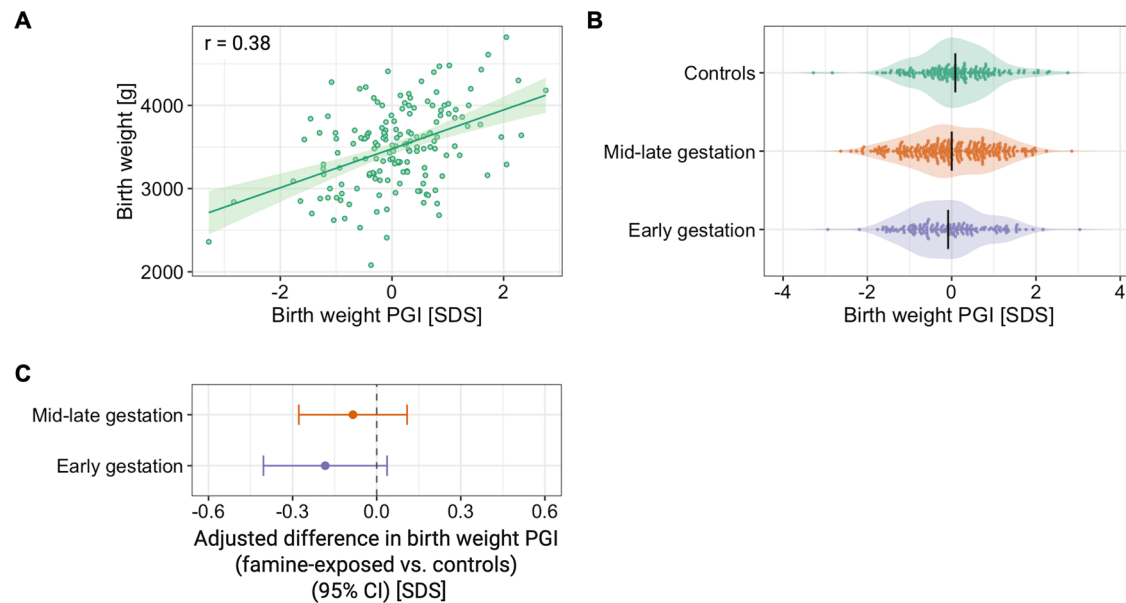 A
r = 0.38
Birth weight [g]
4000
3000
2000
-2 0 2
Birth weight PGI [SDS]
B
Controls
Mid-late gestation
Early gestation
-4 -2 0 2 4
Birth weight PGI [SDS]
C
Mid-late gestation
Early gestation
-0.6 -0.3 0.0 0.3 0.6
Adjusted difference in birth weight PGI
(famine-exposed vs. controls)
(95% CI) [SDS]